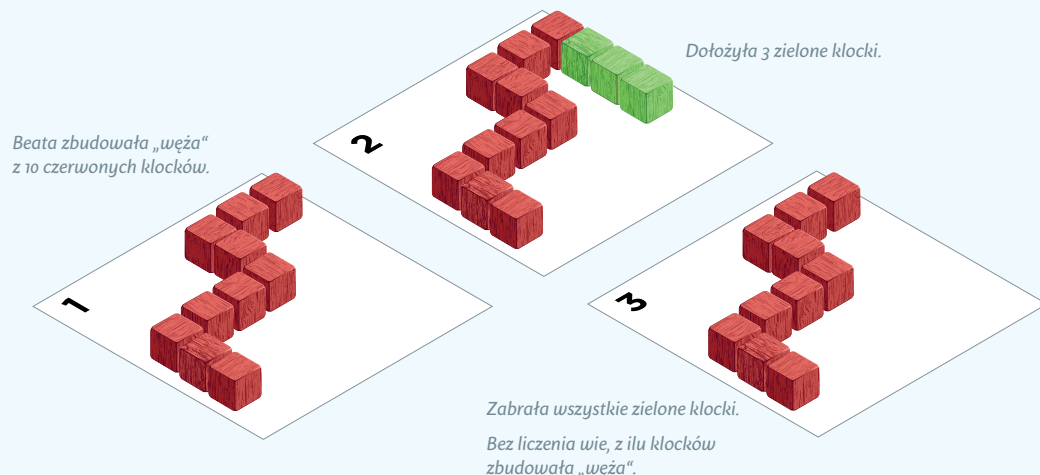 Beata zbudowała „węża“
z 10 czerwonych klocków.
1
2
Dołożyła 3 zielone klocki.
3
Zabrała wszystkie zielone klocki.
Bez liczenia wie, z ilu klocków
zbudowała „węża“.